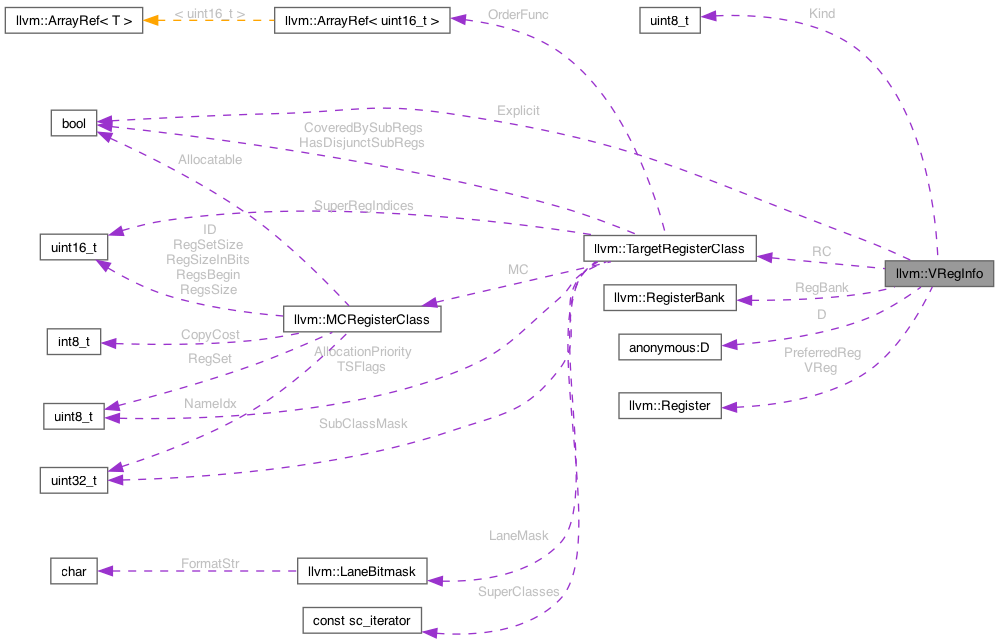 llvm::ArrayRef< T >
< uint16_t >
llvm::ArrayRef< uint16_t >
OrderFunc
uint8_t
Kind
bool
Explicit
CoveredBySubRegs
HasDisjunctSubRegs
Allocatable
SuperRegIndices
uint16_t
ID
RegSetSize
RegSizeInBits
RegsBegin
RegsSize
llvm::TargetRegisterClass
RC
llvm::VRegInfo
MC
llvm::RegisterBank
RegBank
llvm::MCRegisterClass
D
int8_t
CopyCost
anonymous:D
RegSet
AllocationPriority
TSFlags
PreferredReg
VReg
uint8_t
NameIdx
llvm::Register
SubClassMask
uint32_t
LaneMask
char
FormatStr
llvm::LaneBitmask
SuperClasses
const sc_iterator